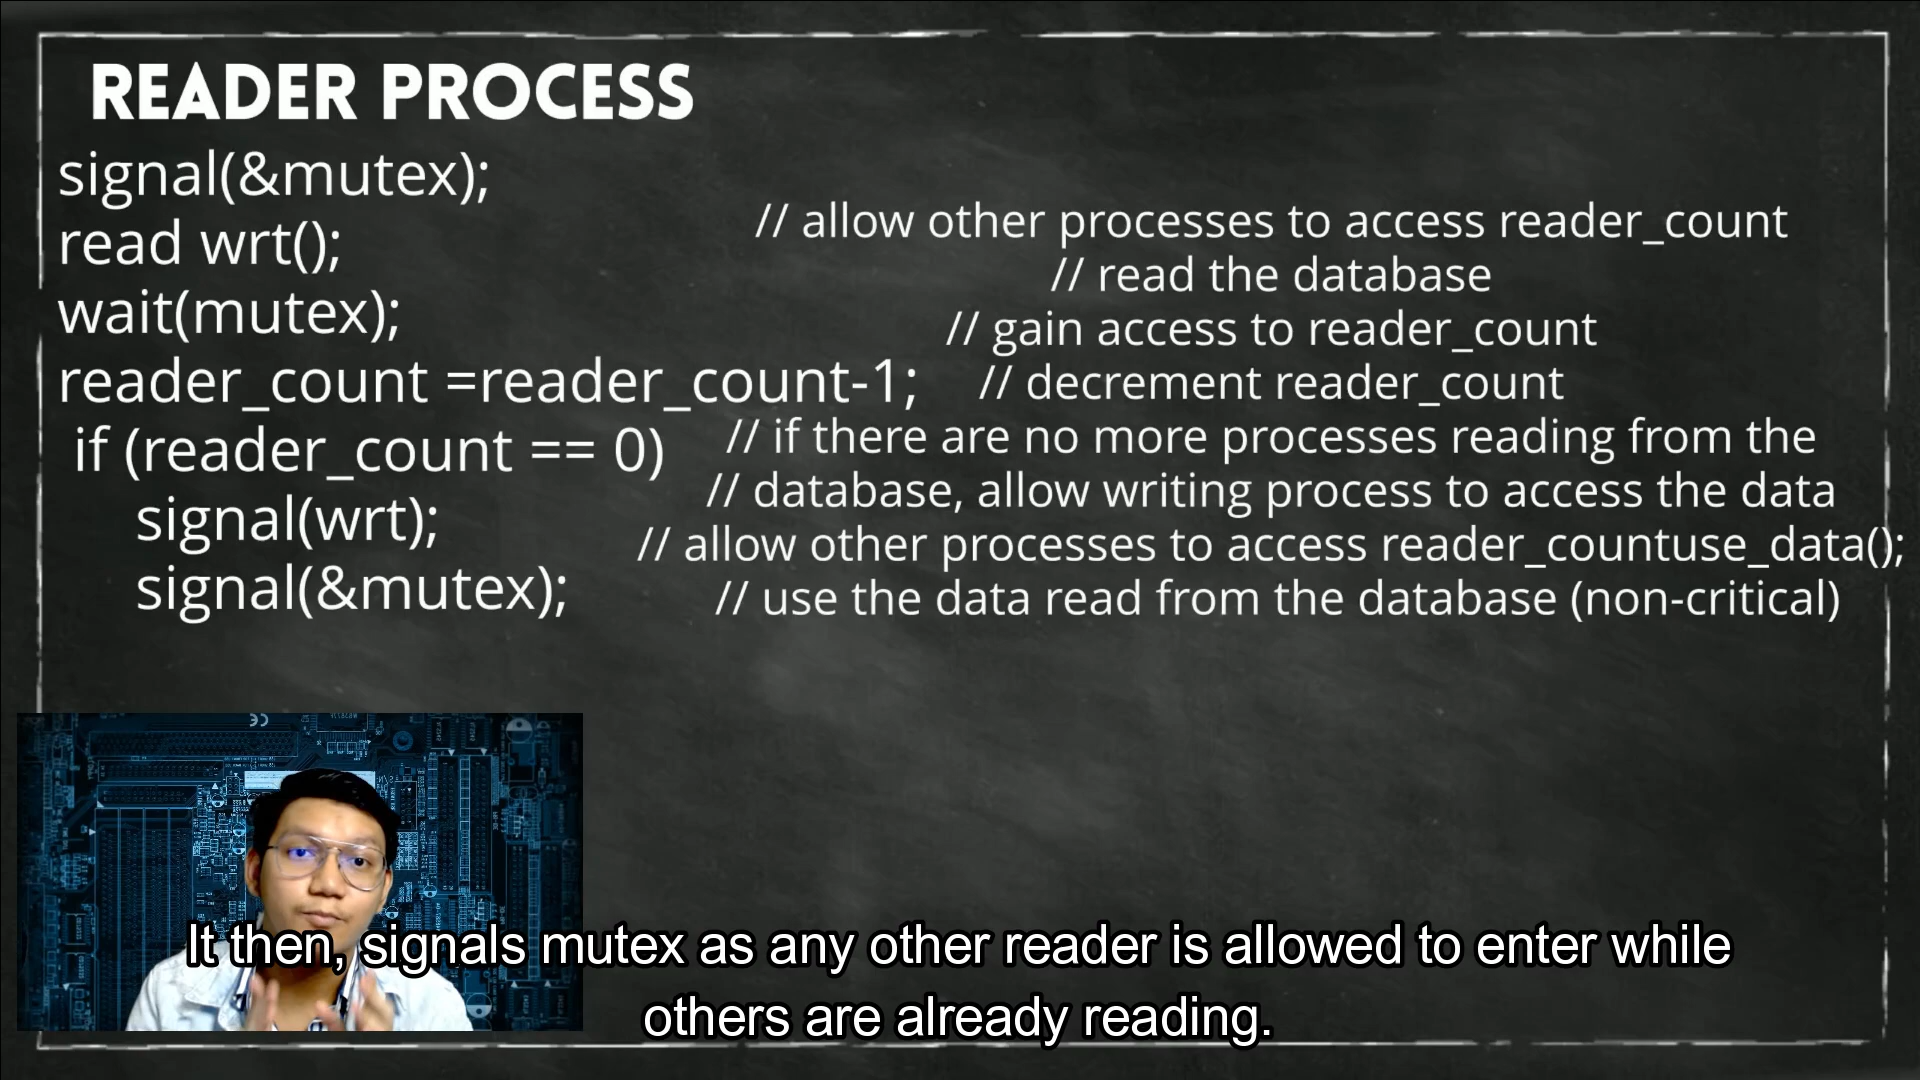 READER PROCESS
signal(&mutex);
read wrt();
wait(mutex);
reader_count =reader_count-1;
if (reader_count == 0)
signal(wrt);
signal(&mutex);
// allow other processes to access reader_count
// read the database
// gain access to reader_count
// decrement reader_count
// if there are no more processes reading from the
// database, allow writing process to access the data
// allow other processes to access reader_countuse_data();
// use the data read from the database (non-critical)
It then, signals mutex as any other reader is allowed to enter while
others are already reading.